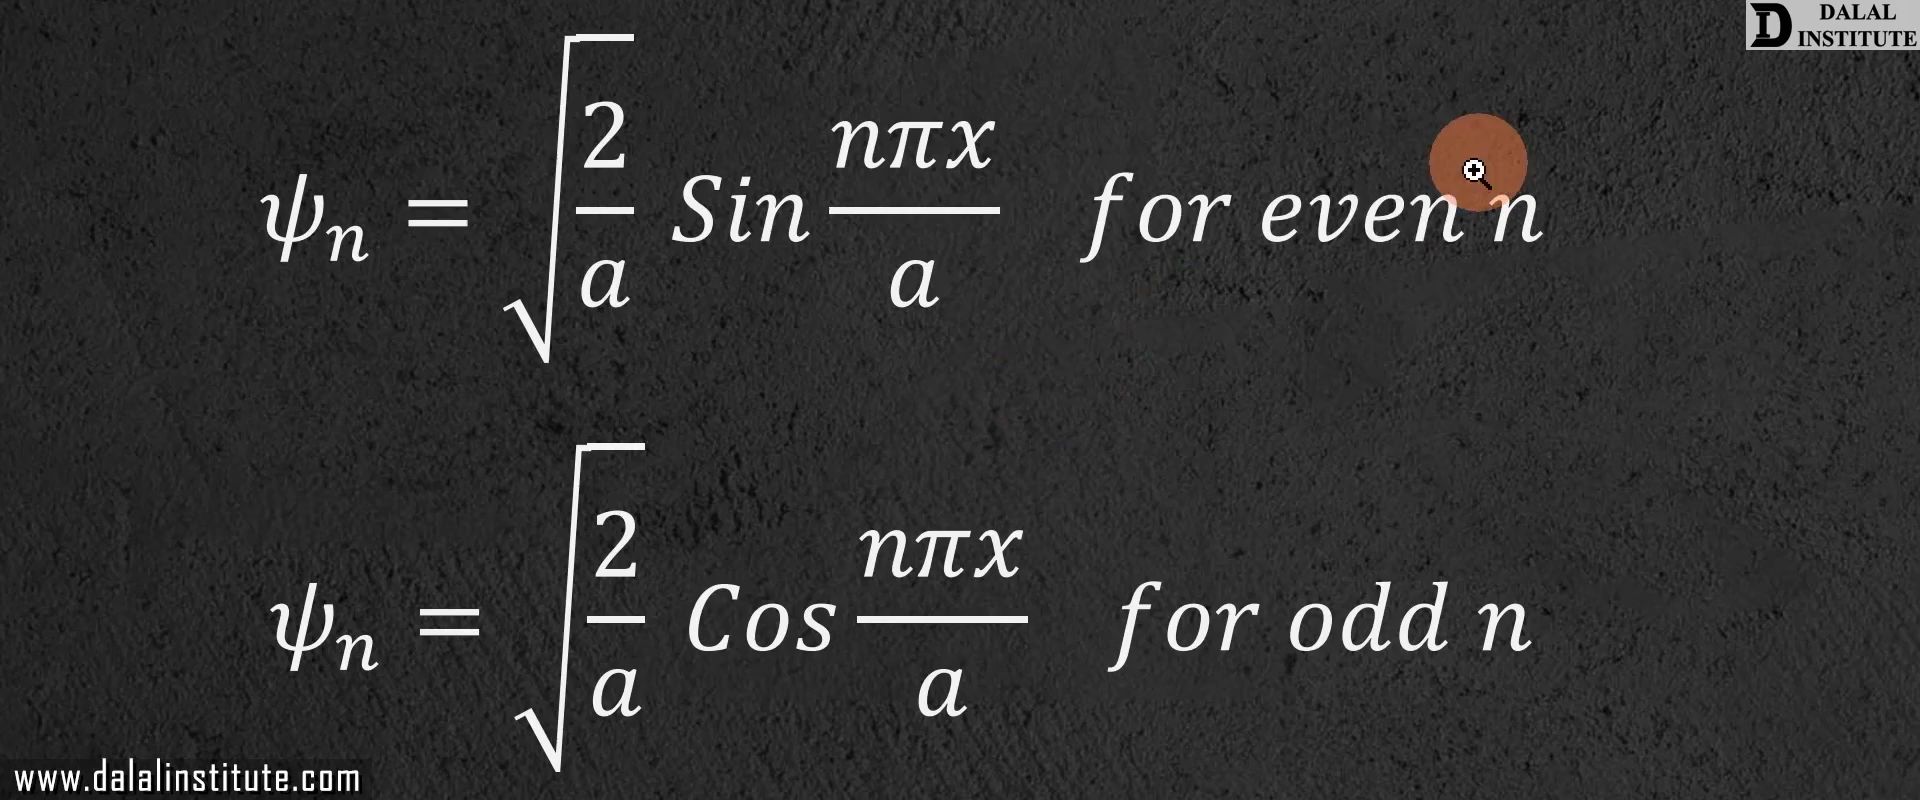 DALAL
INSTITUTE
ψₙ = √(2/a) Sin nπx/a for even n
ψₙ = √(2/a) Cos nπx/a for odd n
www.dalalinstitute.com